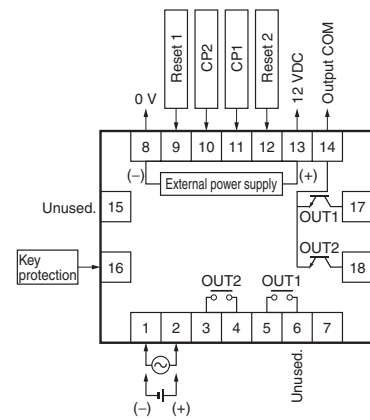 Reset 1
CP2
CP1
Reset 2
0 V
12 VDC
Output COM
8 9 10 11 12 13 14
(−) External power supply (+)
Unused. 15
OUT1 17
Key protection 16
OUT2 18
OUT2 OUT1
1 2 3 4 5 6 7
Unused.
(−) (+)